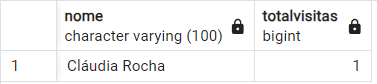 nome totalvisitas
character varying (100) bigint
1 Cláudia Rocha 1